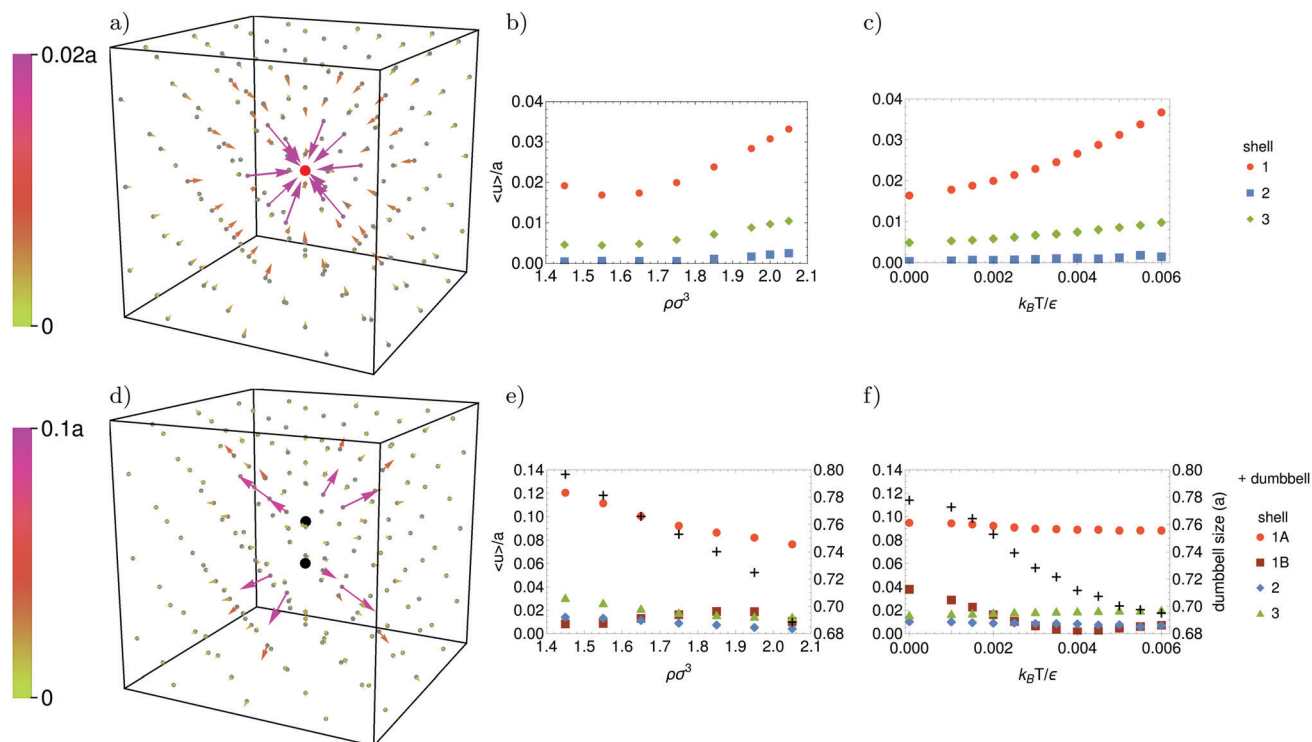 a)
0.02a
0
b)
<u>/a
0.04
0.03
0.02
0.01
0.00
1.4 1.5 1.6 1.7 1.8 1.9 2.0 2.1
ρσ³
c)
0.04
0.03
0.02
0.01
0.00
0.000 0.002 0.004 0.006
k_BT/ϵ
shell
1
2
3
d)
0.1a
0
e)
<u>/a
0.14
0.12
0.10
0.08
0.06
0.04
0.02
0.00
0.80
0.78
0.76
0.74
0.72
0.70
0.68
1.4 1.5 1.6 1.7 1.8 1.9 2.0 2.1
ρσ³
f)
0.14
0.12
0.10
0.08
0.06
0.04
0.02
0.00
0.80
0.78
0.76
0.74
0.72
0.70
0.68
dumbbell size (a)
0.000 0.002 0.004 0.006
k_BT/ϵ
+ dumbbell
shell
1A
1B
2
3